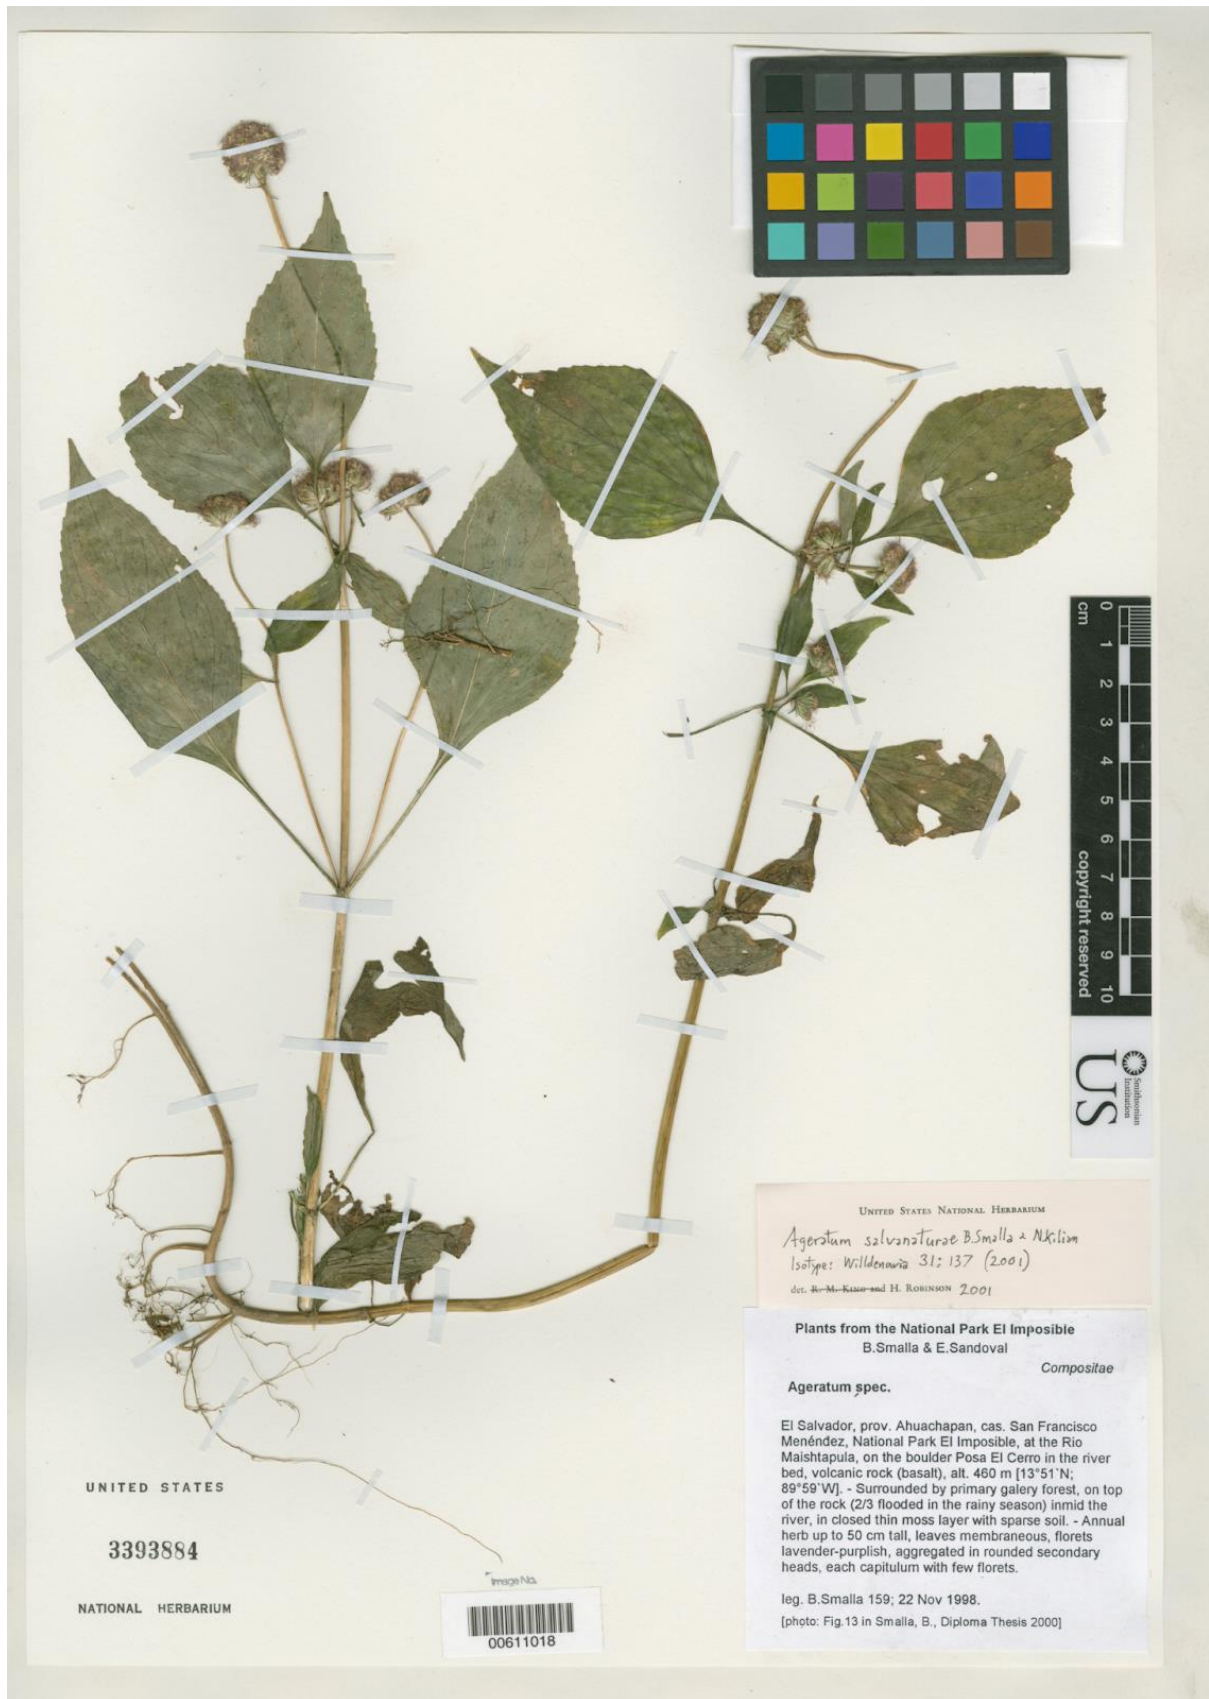 cm
0 1 2 3 4 5 6 7 8 9 10
copyright reserved
US
Smithsonian
Institution
UNITED STATES NATIONAL HERBARIUM
Ageratum salvanaturae B.Smalla & N.Kilian
Isotype: Willdenowia 31: 137 (2001)
det. R. M. KING and H. ROBINSON 2001
Plants from the National Park El Imposible
B.Smalla & E.Sandoval
Compositae
Ageratum spec.
El Salvador, prov. Ahuachapan, cas. San Francisco
Menéndez, National Park El Imposible, at the Rio
Maishtapula, on the boulder Posa El Cerro in the river
bed, volcanic rock (basalt), alt. 460 m [13°51`N;
89°59`W]. - Surrounded by primary galery forest, on top
of the rock (2/3 flooded in the rainy season) inmid the
river, in closed thin moss layer with sparse soil. - Annual
herb up to 50 cm tall, leaves membraneous, florets
lavender-purplish, aggregated in rounded secondary
heads, each capitulum with few florets.
leg. B.Smalla 159; 22 Nov 1998.
[photo: Fig.13 in Smalla, B., Diploma Thesis 2000]
UNITED STATES
3393884
NATIONAL HERBARIUM
Image No.
00611018